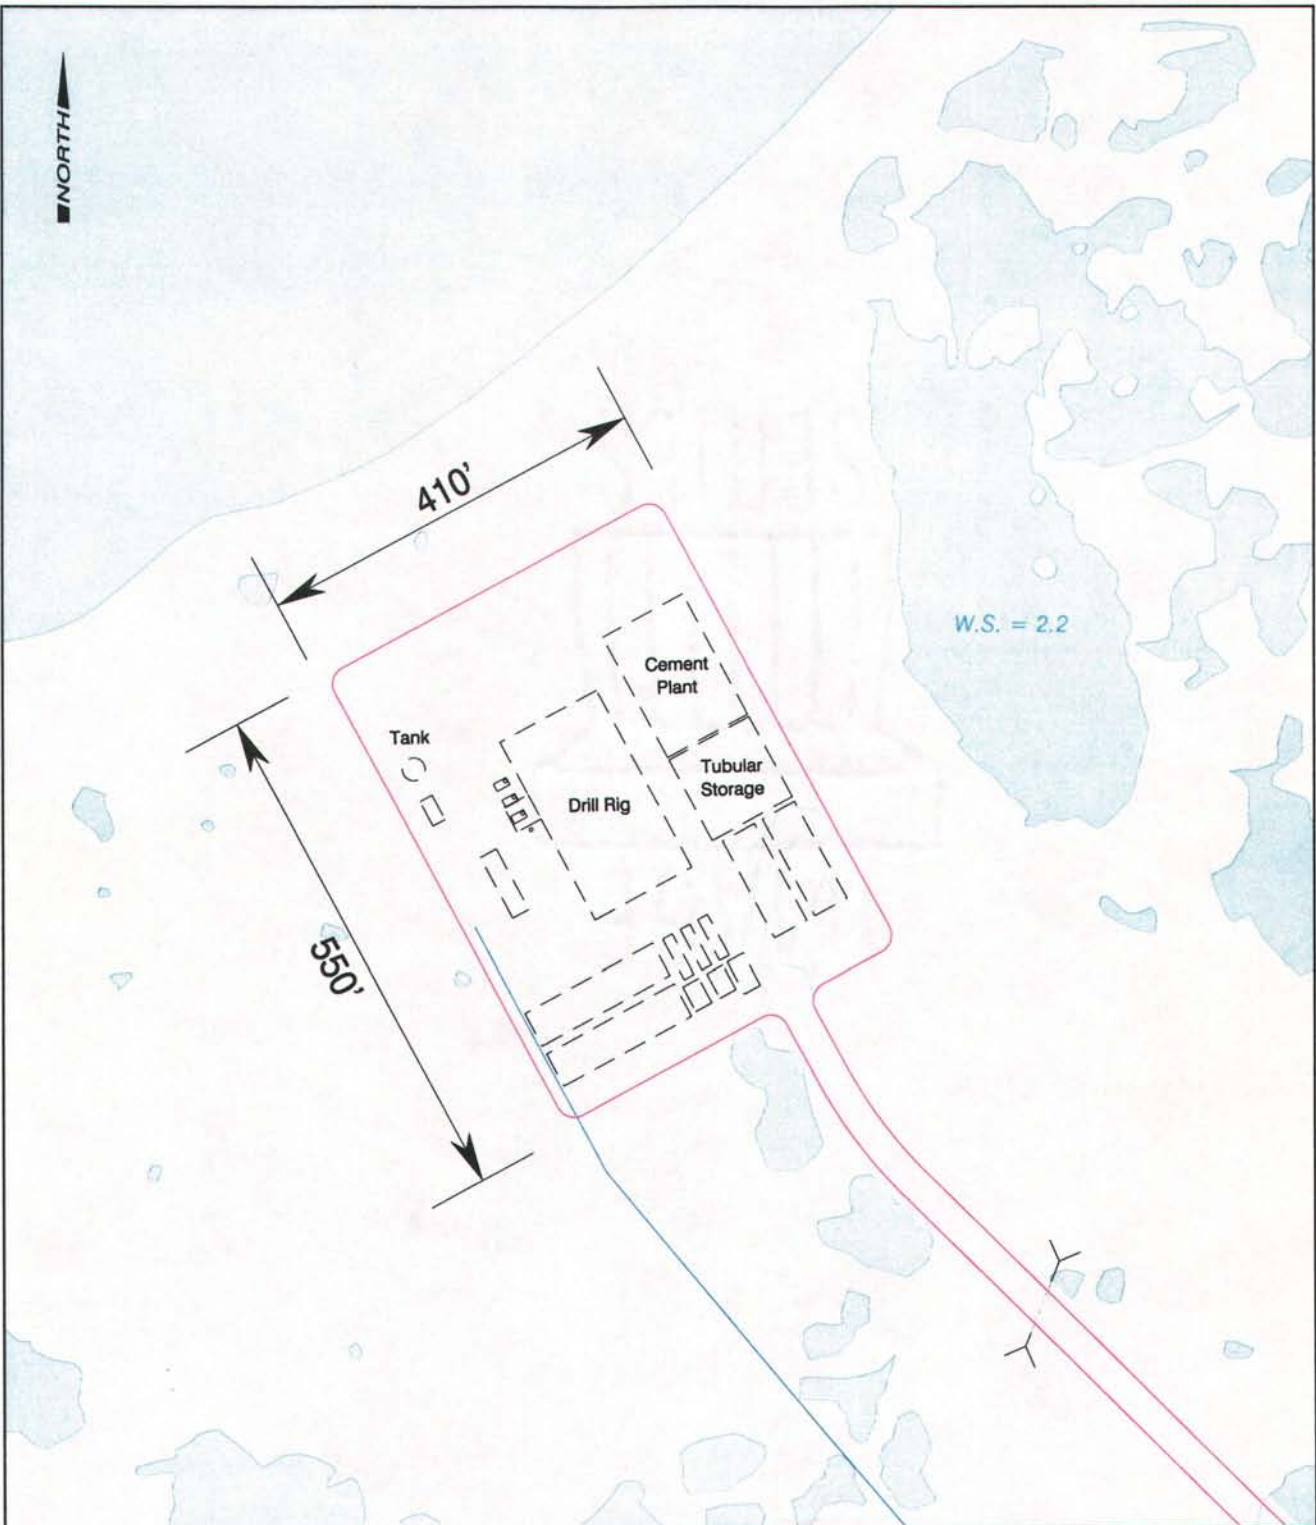 NORTH
410'
W.S. = 2.2
Cement
Plant
Tank
Tubular
Storage
Drill Rig
550'